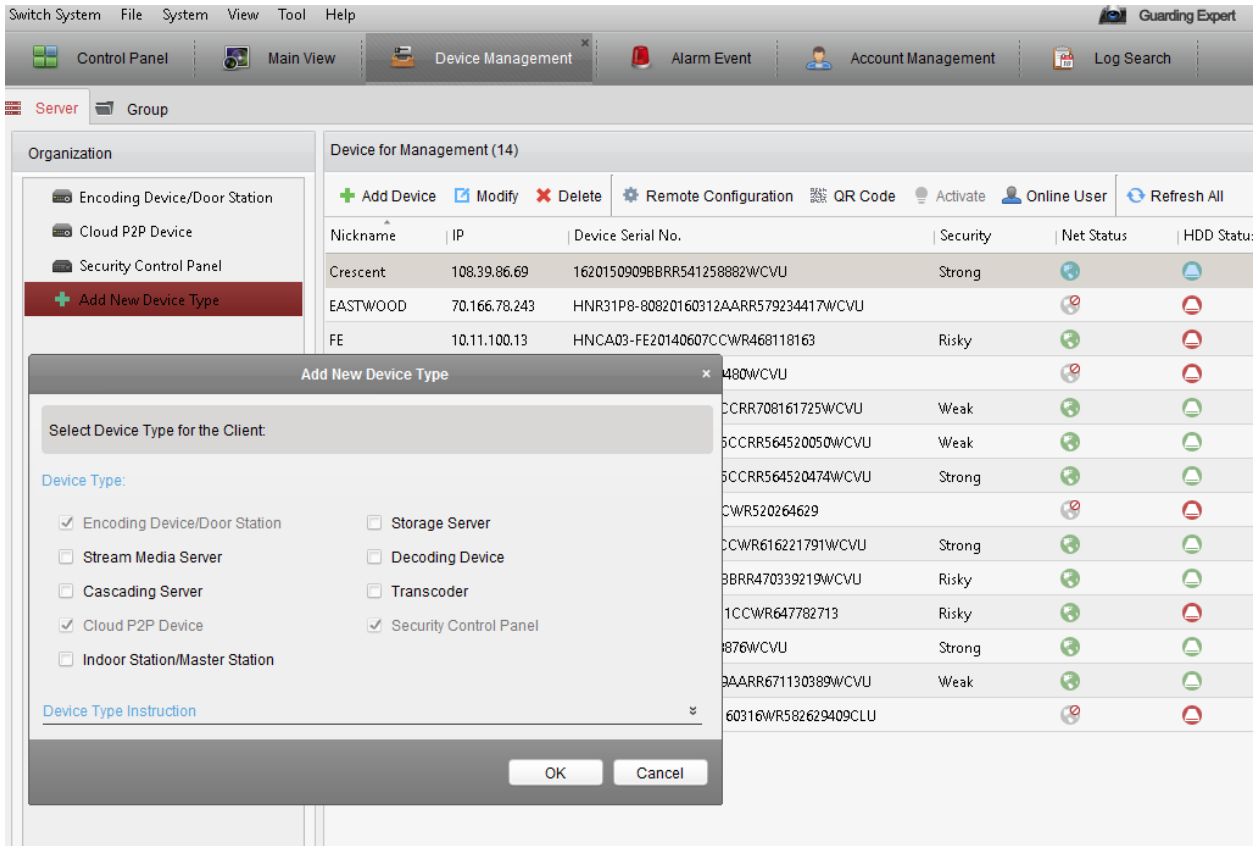 Switch System File System View Tool Help Guarding Expert
Control Panel Main View Device Management Alarm Event Account Management Log Search
Server Group
Organization
Encoding Device/Door Station
Cloud P2P Device
Security Control Panel
Add New Device Type
Device for Management (14)
Add Device Modify Delete Remote Configuration QR Code Activate Online User Refresh All
Nickname IP Device Serial No. Security Net Status HDD Status
Crescent 108.39.86.69 1620150909BBRR541258882WCVU Strong
EASTWOOD 70.166.78.243 HNR31P8-80820160312AARR579234417WCVU
FE 10.11.100.13 HNCA03-FE20140607CCWR468118163 Risky
480WCVU
CCRR708161725WCVU Weak
5CCRR564520050WCVU Weak
5CCRR564520474WCVU Strong
CWR520264629
CCWR616221791WCVU Strong
BBRR470339219WCVU Risky
1CCWR647782713 Risky
876WCVU Strong
9AARR671130389WCVU Weak
60316WR582629409CLU
Add New Device Type
Select Device Type for the Client:
Device Type:
Encoding Device/Door Station Storage Server
Stream Media Server Decoding Device
Cascading Server Transcoder
Cloud P2P Device Security Control Panel
Indoor Station/Master Station
Device Type Instruction
OK Cancel